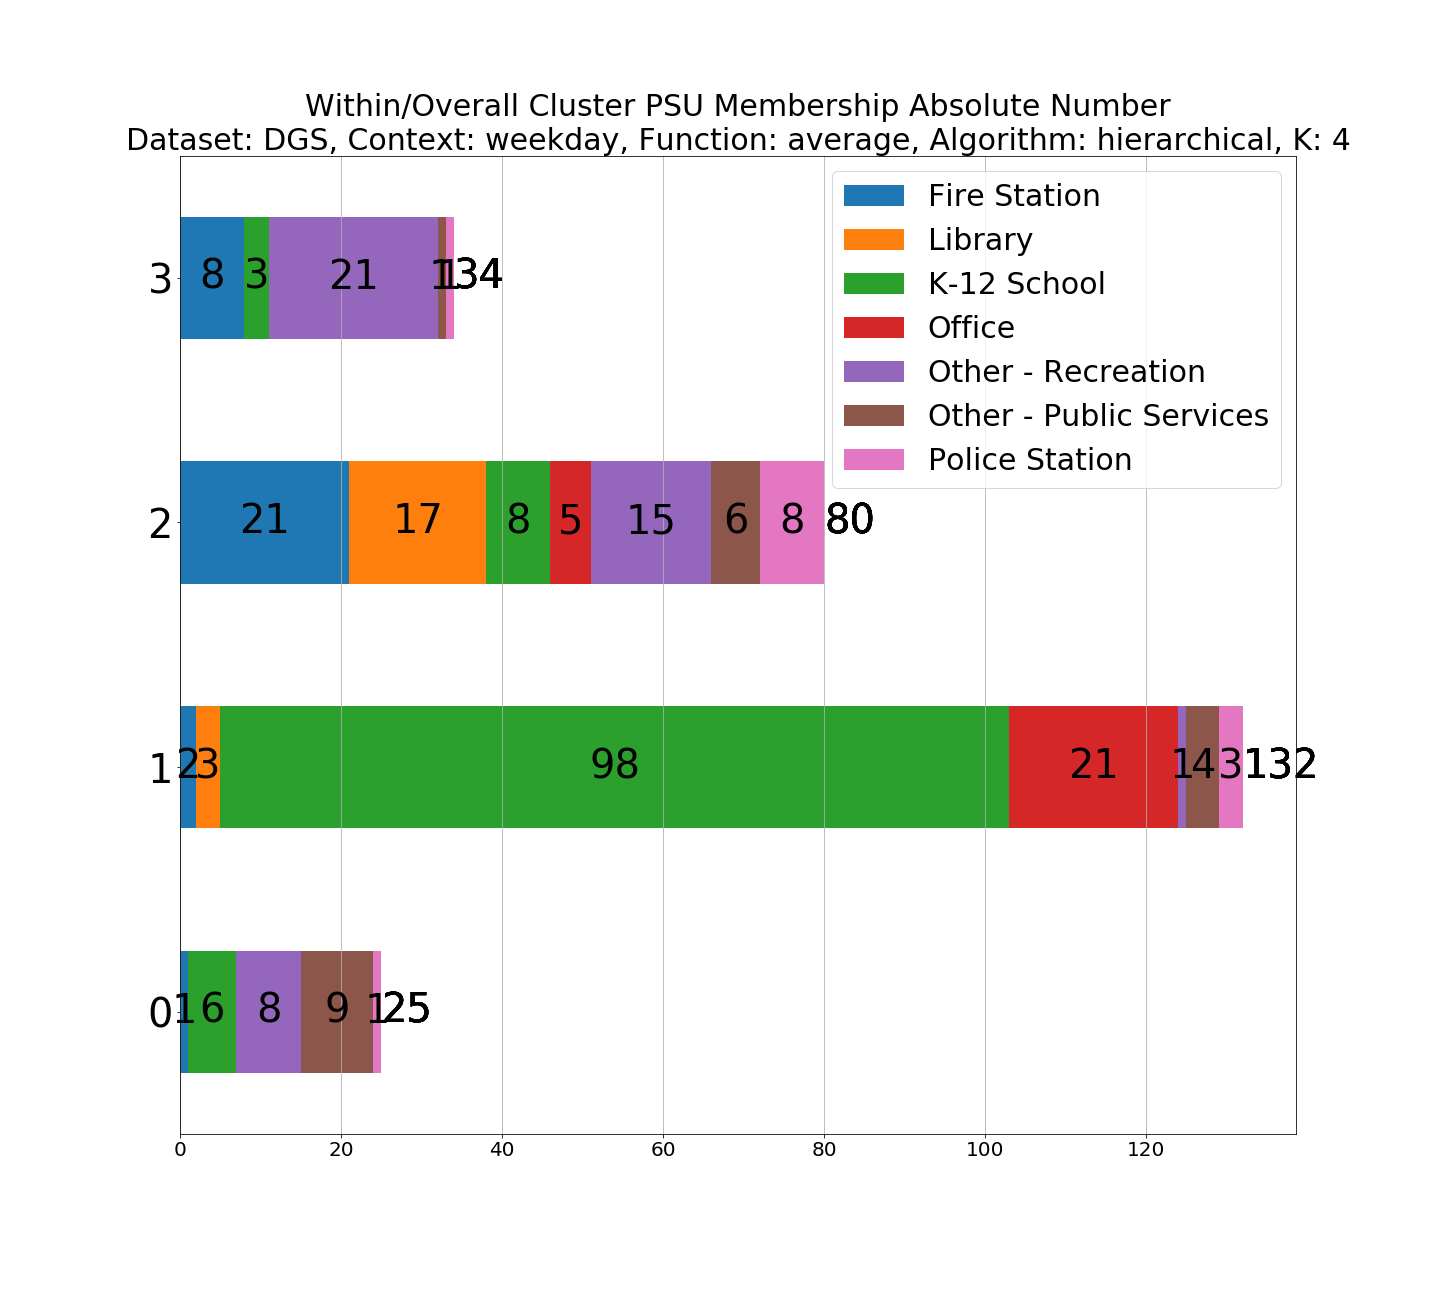 Within/Overall Cluster PSU Membership Absolute Number
Dataset: DGS, Context: weekday, Function: average, Algorithm: hierarchical, K: 4
Fire Station
Library
K-12 School
Office
Other - Recreation
Other - Public Services
Police Station
3 8 3 21 1 1 34
2 21 17 8 5 15 6 8 80
1 2 3 98 21 1 4 3 132
0 1 6 8 9 1 25
0 20 40 60 80 100 120